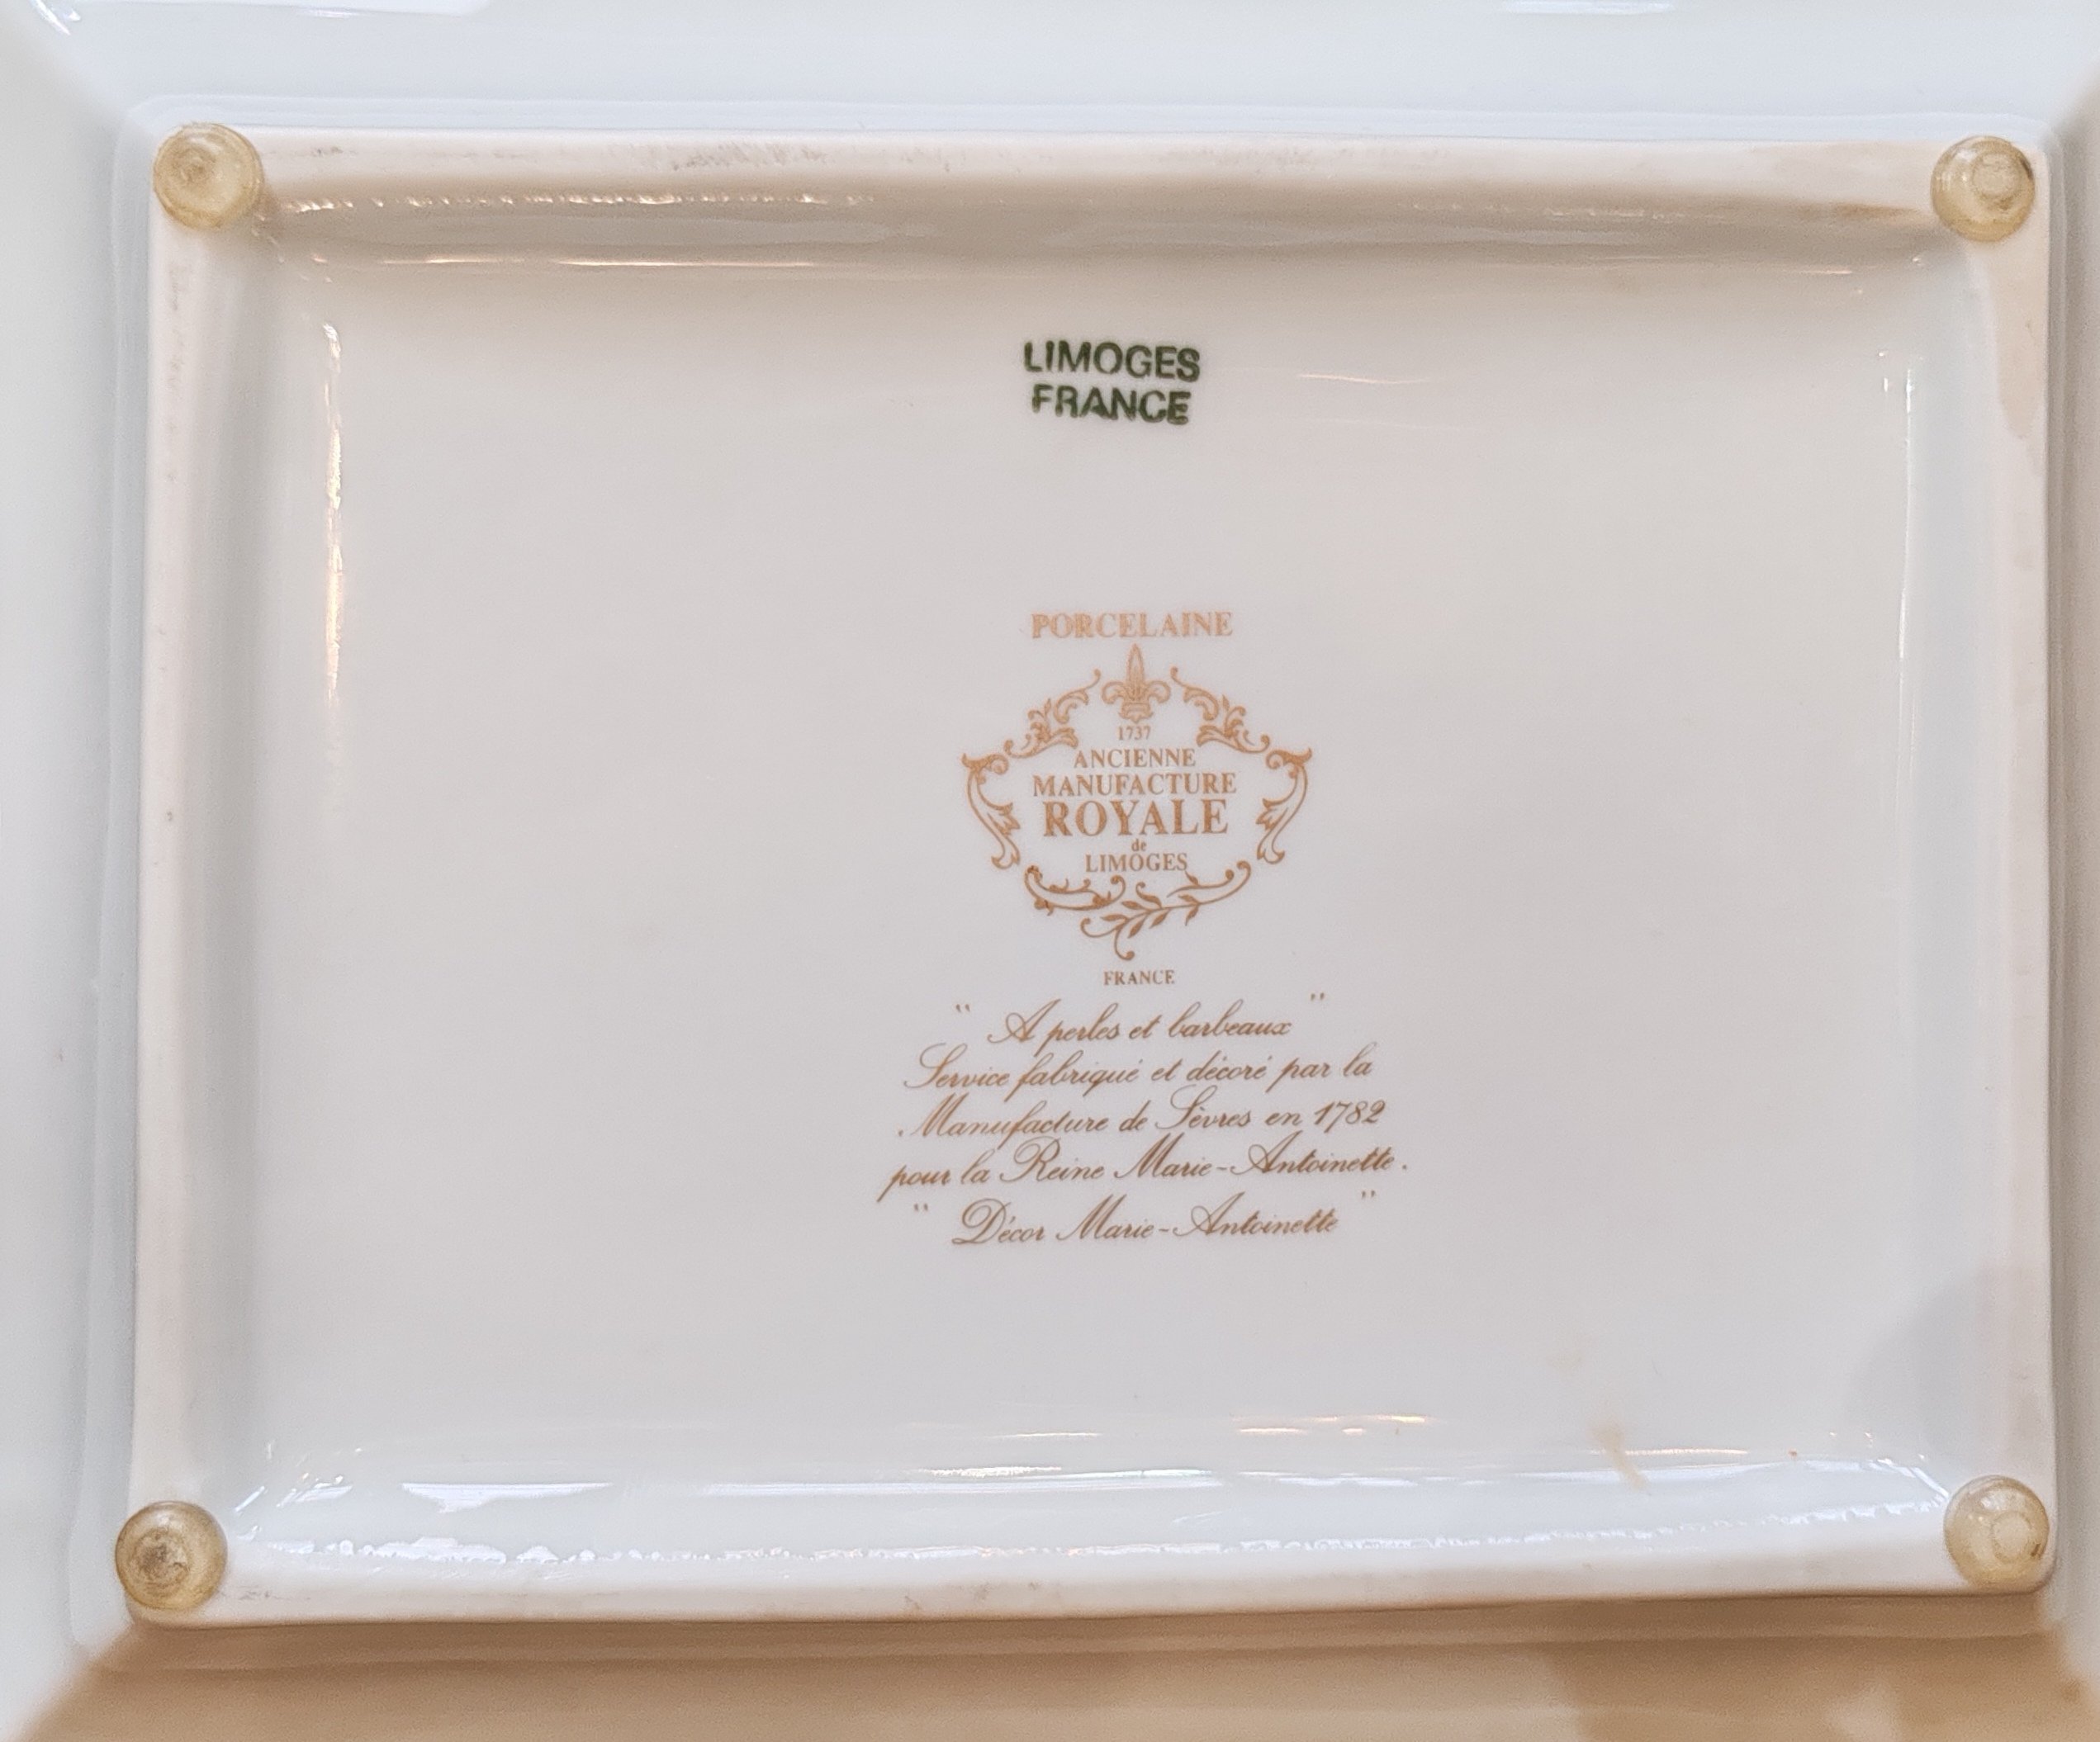 LIMOGES
FRANCE
PORCELAINE
1737
ANCIENNE
MANUFACTURE
ROYALE
de
LIMOGES
FRANCE
" A perles et barbeaux "
Service fabriqué et décoré par la
Manufacture de Sèvres en 1782
pour la Reine Marie-Antoinette.
" Décor Marie-Antoinette "